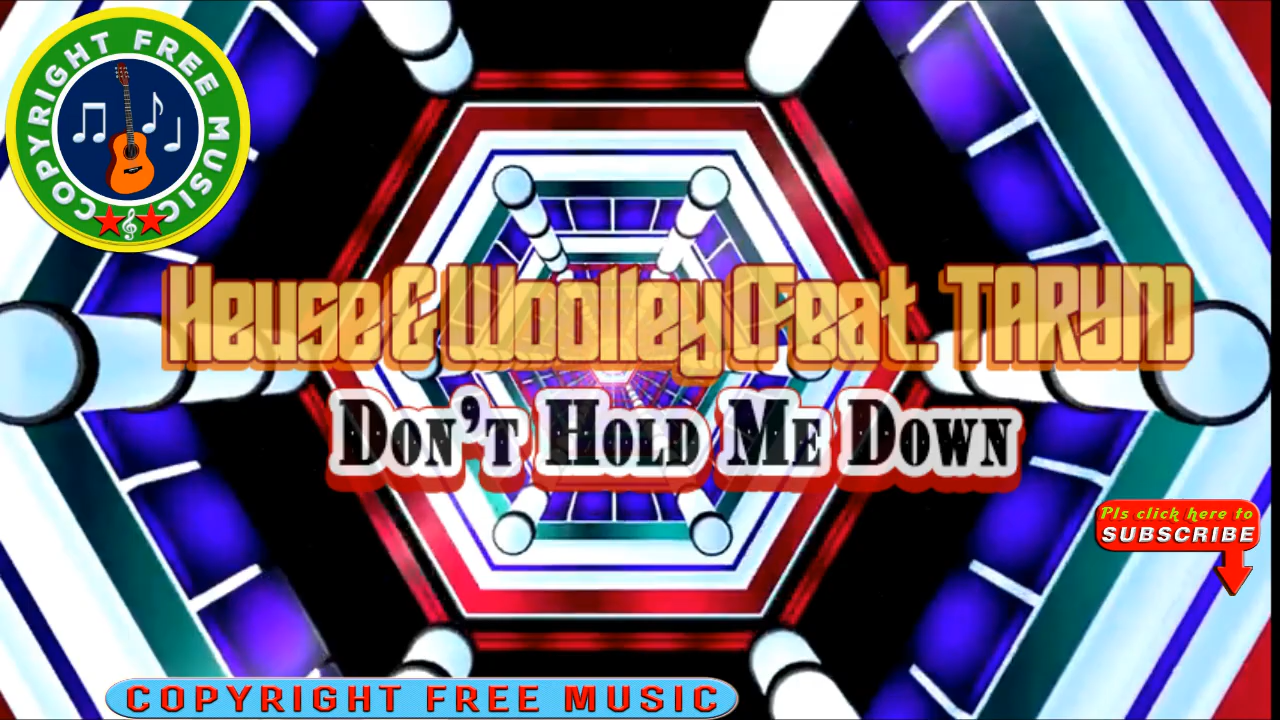 COPYRIGHT FREE MUSIC
Heuse & Woolley (Feat. TARYN)
DON'T HOLD ME DOWN
Pls click here to
SUBSCRIBE
COPYRIGHT FREE MUSIC